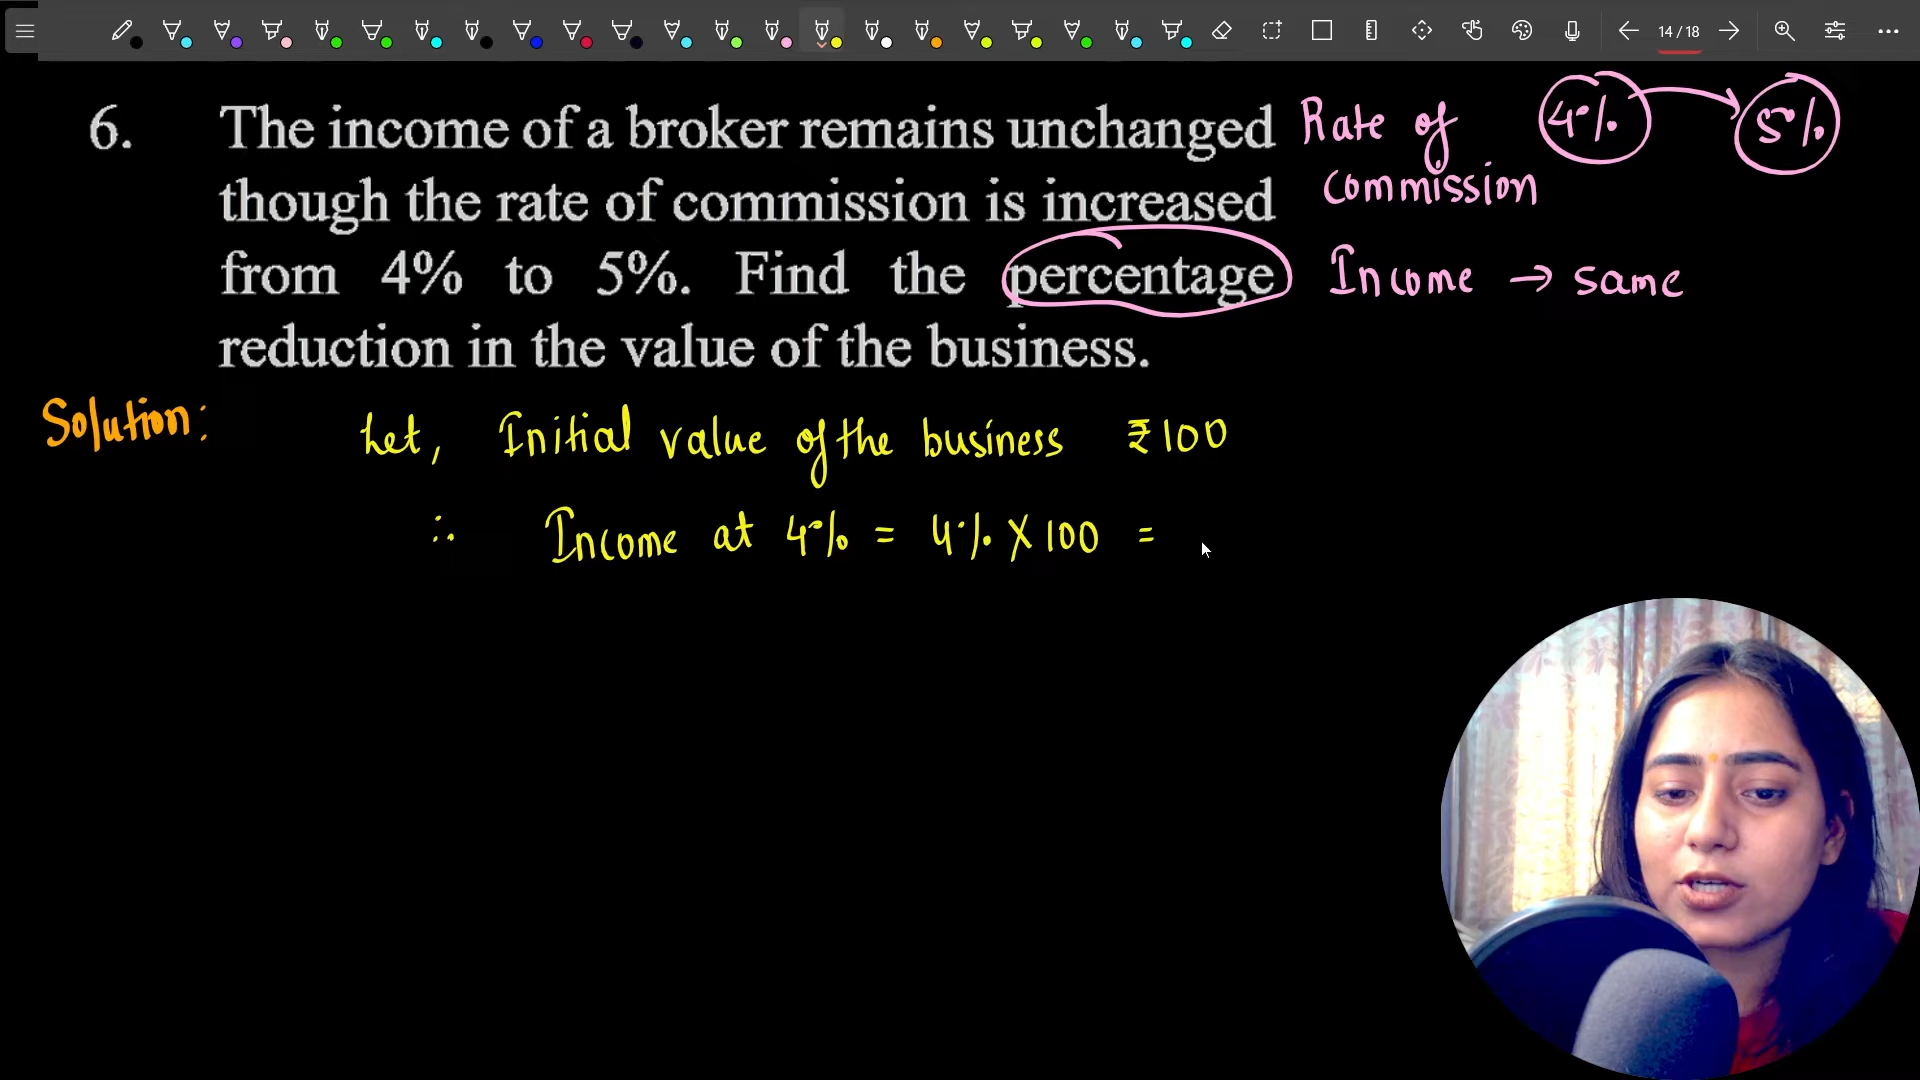 14/18
6. The income of a broker remains unchanged
though the rate of commission is increased
from 4% to 5%. Find the percentage
reduction in the value of the business.
Rate of commission 4% → 5%
Income → same
Solution:
Let, Initial value of the business ₹100
∴ Income at 4% = 4% X 100 =